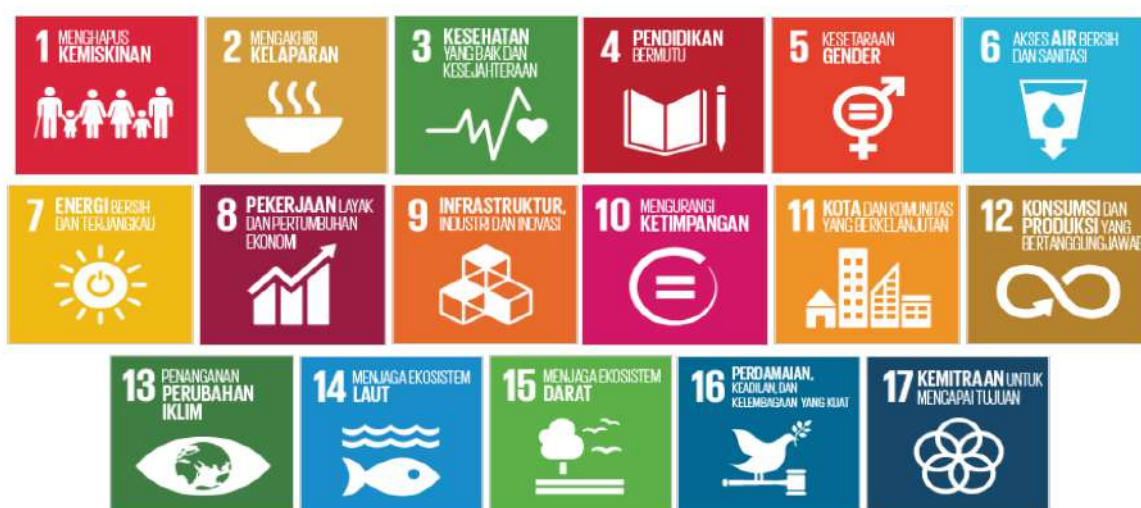 1 MENGHAPUS
KEMISKINAN
2 MENGAKHIRI
KELAPARAN
3 KESEHATAN
YANG BAIK DAN
KESEJAHTERAAN
4 PENDIDIKAN
BERMUTU
5 KESETARAAN
GENDER
6 AKSES AIR BERSIH
DAN SANITASI
7 ENERGI BERSIH
DAN TERJANGKAU
8 PEKERJAAN LAYAK
DAN PERTUMBUHAN
EKONOMI
9 INFRASTRUKTUR,
INDUSTRI DAN INOVASI
10 MENGURANGI
KETIMPANGAN
11 KOTA DAN KOMUNITAS
YANG BERKELANJUTAN
12 KONSUMSI DAN
PRODUKSI YANG
BERTANGGUNGJAWAB
13 PENANGANAN
PERUBAHAN
IKLIM
14 MENJAGA EKOSISTEM
LAUT
15 MENJAGA EKOSISTEM
DARAT
16 PERDAMAIAN,
KEADILAN, DAN
KELEMBAGAAN YANG KUAT
17 KEMITRAAN UNTUK
MENCAPAI TUJUAN